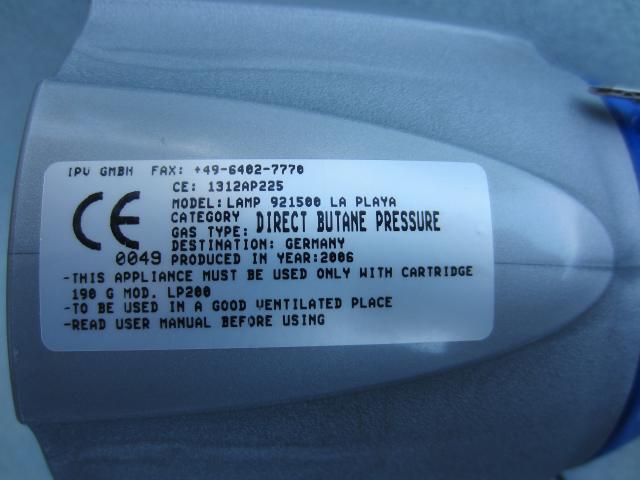 IPV GMBH FAX: +49-6402-7770
CE: 1312AP225
MODEL: LAMP 921500 LA PLAYA
CATEGORY DIRECT BUTANE PRESSURE
GAS TYPE:
DESTINATION: GERMANY
CE 0049 PRODUCED IN YEAR:2006
-THIS APPLIANCE MUST BE USED ONLY WITH CARTRIDGE
190 G MOD. LP200
-TO BE USED IN A GOOD VENTILATED PLACE
-READ USER MANUAL BEFORE USING